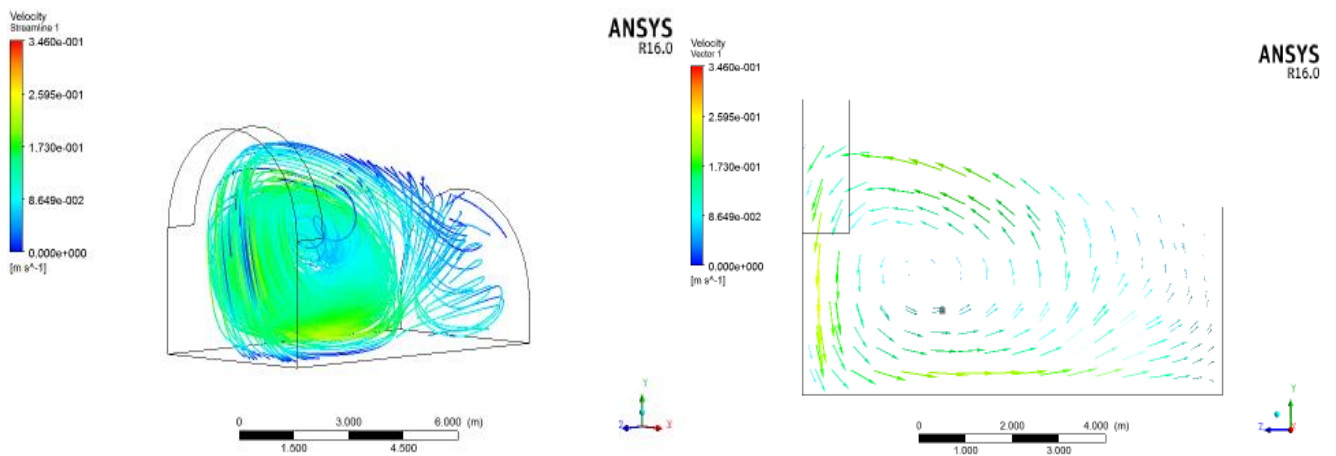 Velocity
Streamline 1
3.460e-001
2.595e-001
1.730e-001
8.649e-002
0.000e+000
[m s^-1]
ANSYS
R16.0
0 3.000 6.000 (m)
1.500 4.500
Y
Z X
Velocity
Vector 1
3.460e-001
2.595e-001
1.730e-001
8.649e-002
0.000e+000
[m s^-1]
ANSYS
R16.0
0 2.000 4.000 (m)
1.000 3.000
Y
Z X